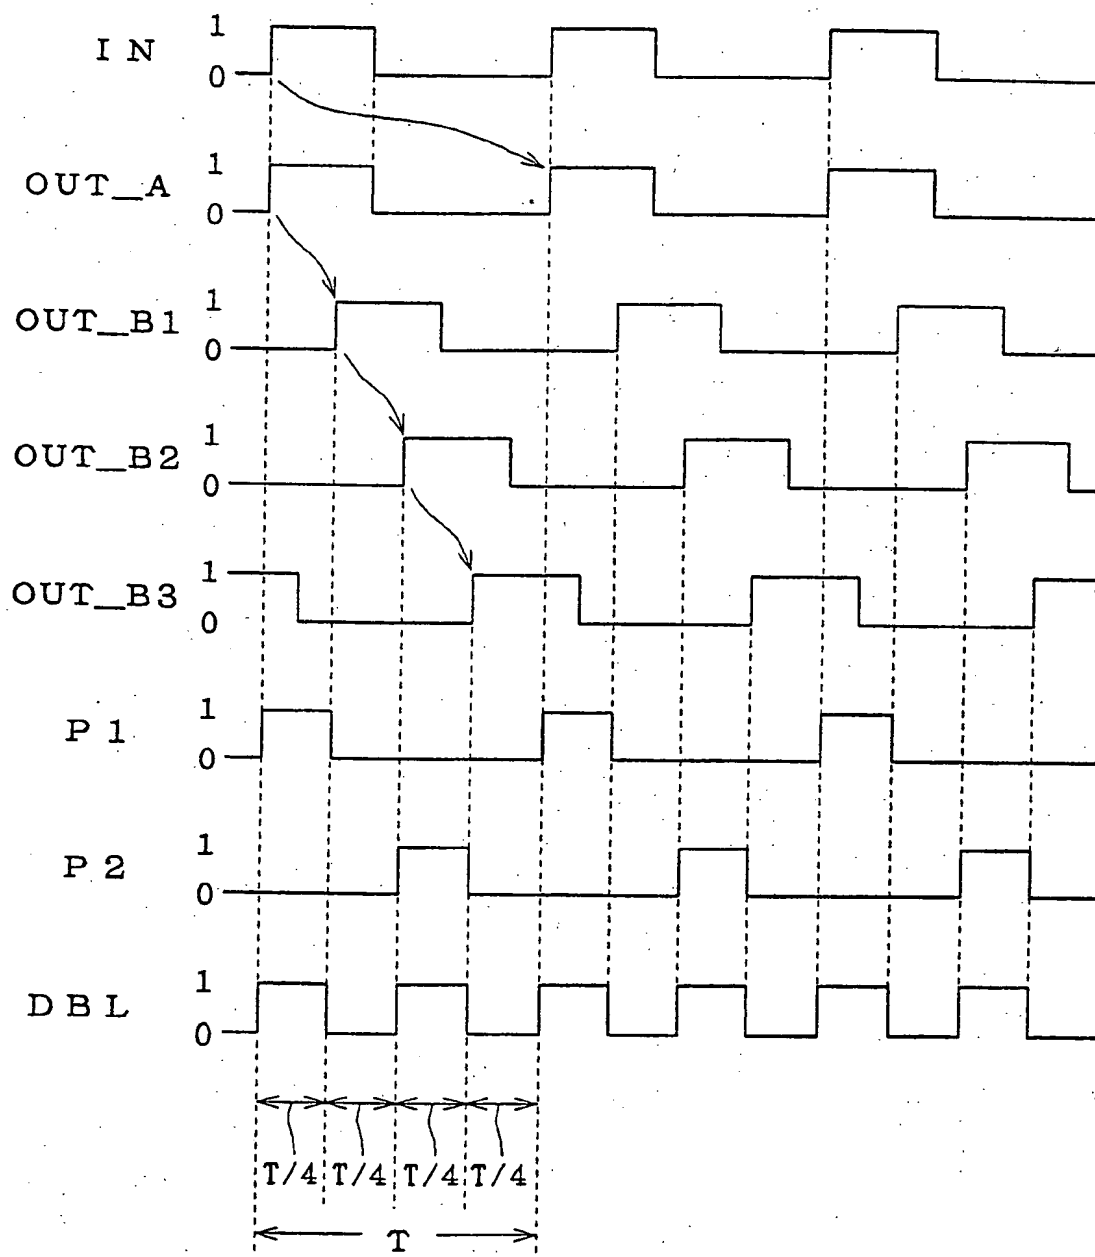 IN 1
0
OUT_A 1
0
OUT_B1 1
0
OUT_B2 1
0
OUT_B3 1
0
P1 1
0
P2 1
0
DBL 1
0
T/4 T/4 T/4 T/4
T